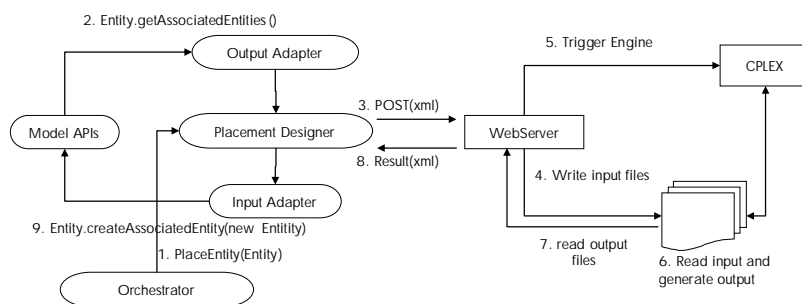 2. Entity.getAssociatedEntities ()
Output Adapter
5. Trigger Engine
CPLEX
3. POST(xml)
Model APIs
Placement Designer
WebServer
8. Result(xml)
4. Write input files
Input Adapter
9. Entity.createAssociatedEntity(new Entitity)
1. PlaceEntity(Entity)
7. read output
files
6. Read input and
generate output
Orchestrator